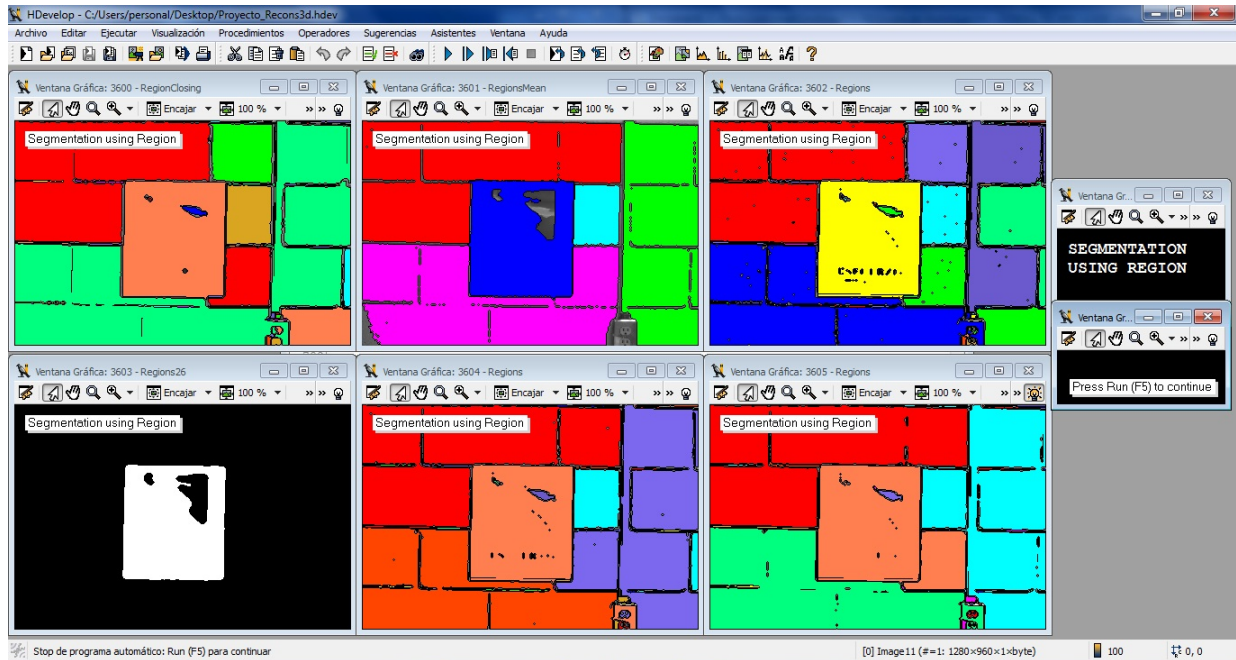 HDevelop - C:/Users/personal/Desktop/Proyecto_Recons3d.hdev
Archivo Editar Ejecutar Visualización Procedimientos Operadores Sugerencias Asistentes Ventana Ayuda
Ventana Gráfica: 3600 - RegionClosing
Encajar 100 %
Segmentation using Region
Ventana Gráfica: 3601 - RegionsMean
Encajar 100 %
Segmentation using Region
Ventana Gráfica: 3602 - Regions
Encajar 100 %
Segmentation using Region
Ventana Gr...
SEGMENTATION
USING REGION
Ventana Gr...
Press Run (F5) to continue
Ventana Gráfica: 3603 - Regions26
Encajar 100 %
Segmentation using Region
Ventana Gráfica: 3604 - Regions
Encajar 100 %
Segmentation using Region
Ventana Gráfica: 3605 - Regions
Encajar 100 %
Segmentation using Region
Stop de programa automático: Run (F5) para continuar
[0] Image11 (#=1: 1280×960×1×byte)
100
0, 0